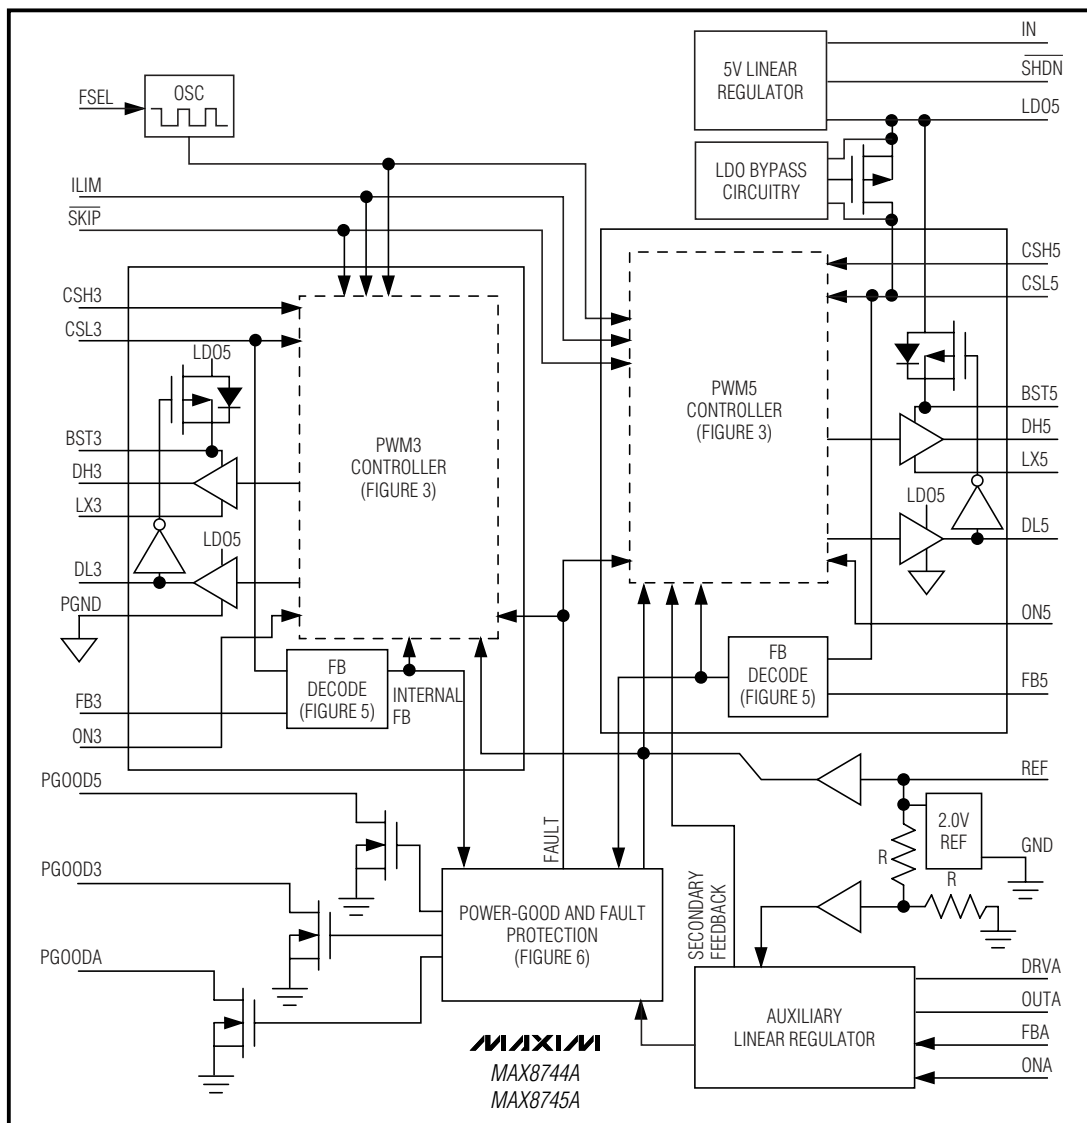 IN
SHDN
LDO5
5V LINEAR
REGULATOR
FSEL
OSC
LDO BYPASS
CIRCUITRY
ILIM
SKIP
CSH5
CSL5
CSH3
CSL3
LDO5
PWM3
CONTROLLER
(FIGURE 3)
PWM5
CONTROLLER
(FIGURE 3)
BST5
DH5
LX5
BST3
DH3
LX3
LDO5
DL5
LDO5
DL3
PGND
ON5
FB
DECODE
(FIGURE 5)
INTERNAL
FB
FB
DECODE
(FIGURE 5)
FB5
FB3
ON3
PGOOD5
REF
2.0V
REF
GND
R
R
FAULT
PGOOD3
POWER-GOOD AND FAULT
PROTECTION
(FIGURE 6)
SECONDARY
FEEDBACK
PGOODA
DRVA
OUTA
FBA
ONA
AUXILIARY
LINEAR REGULATOR
MAXIM
MAX8744A
MAX8745A